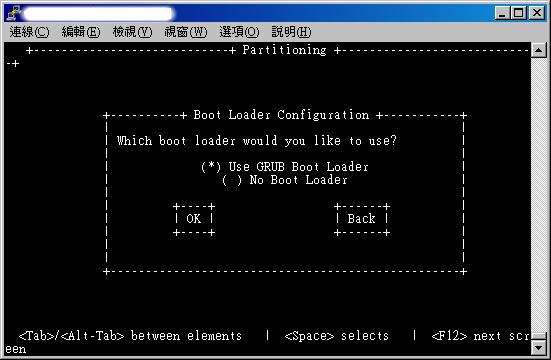 連線(C) 編輯(E) 檢視(V) 視窗(W) 選項(O) 說明(H)
+---------------------------+ Partitioning +-------------------------
-+
+----------+ Boot Loader Configuration +-----------+
Which boot loader would you like to use?
(*) Use GRUB Boot Loader
( ) No Boot Loader
OK Back
<Tab>/<Alt-Tab> between elements | <Space> selects | <F12> next scr
een